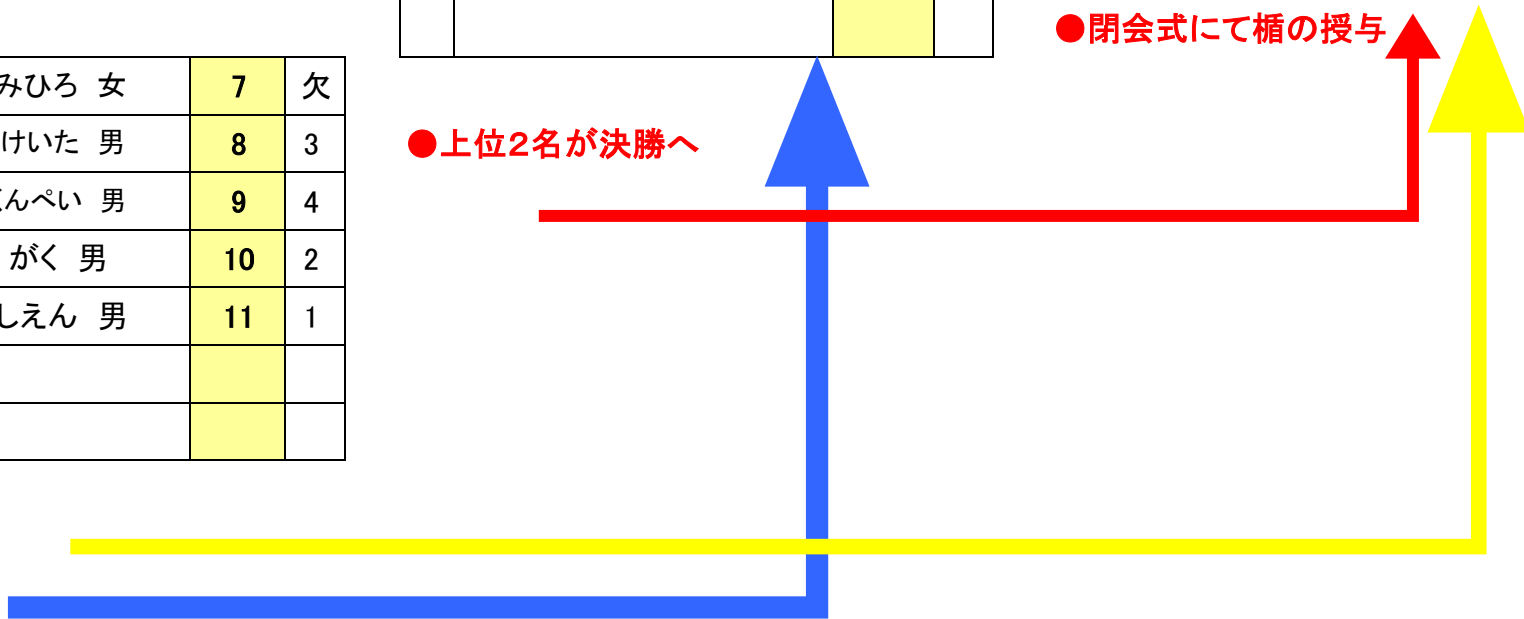 ●閉会式にて楯の授与
みひろ 女 7 欠
●上位2名が決勝へ
けいた 男 8 3
んぺい 男 9 4
がく 男 10 2
しえん 男 11 1